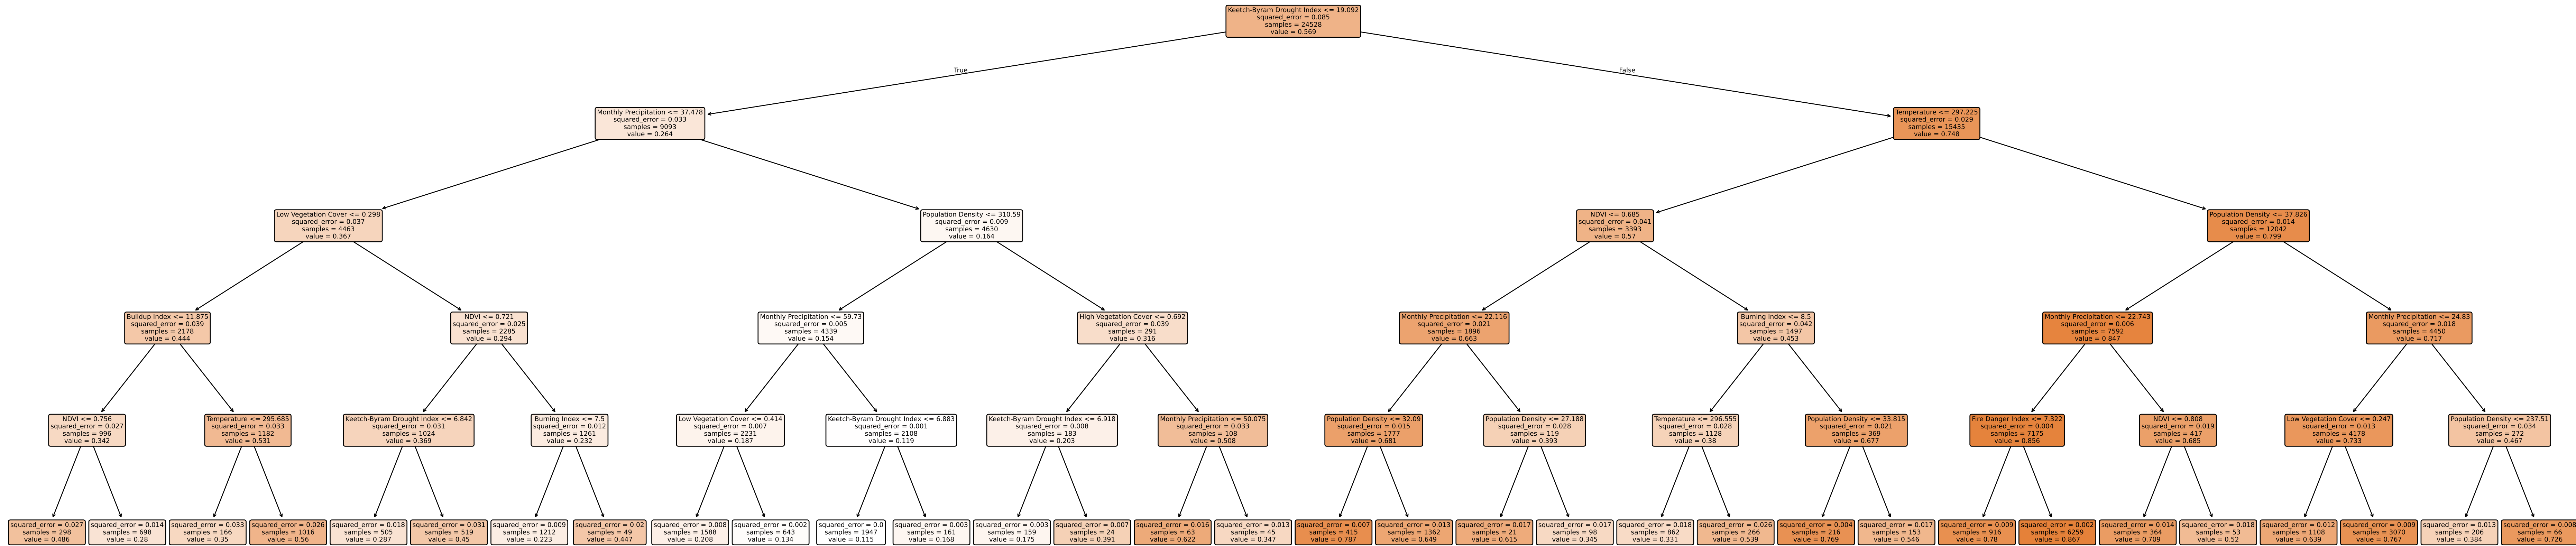 Keetch-Byram Drought Index <= 19.092
squared_error = 0.085
samples = 24528
value = 0.569
True
False
Monthly Precipitation <= 37.478
squared_error = 0.033
samples = 9093
value = 0.264
Temperature <= 297.225
squared_error = 0.029
samples = 15435
value = 0.748
Low Vegetation Cover <= 0.298
squared_error = 0.037
samples = 4463
value = 0.367
Population Density <= 310.59
squared_error = 0.009
samples = 4630
value = 0.164
NDVI <= 0.685
squared_error = 0.041
samples = 3393
value = 0.57
Population Density <= 37.826
squared_error = 0.014
samples = 12042
value = 0.799
Buildup Index <= 11.875
squared_error = 0.039
samples = 2178
value = 0.444
NDVI <= 0.721
squared_error = 0.025
samples = 2285
value = 0.294
Monthly Precipitation <= 59.73
squared_error = 0.005
samples = 4339
value = 0.154
High Vegetation Cover <= 0.692
squared_error = 0.039
samples = 291
value = 0.316
Monthly Precipitation <= 22.116
squared_error = 0.021
samples = 1896
value = 0.663
Burning Index <= 8.5
squared_error = 0.042
samples = 1497
value = 0.453
Monthly Precipitation <= 22.743
squared_error = 0.006
samples = 7592
value = 0.847
Monthly Precipitation <= 24.83
squared_error = 0.018
samples = 4450
value = 0.717
NDVI <= 0.756
squared_error = 0.027
samples = 996
value = 0.342
Temperature <= 295.685
squared_error = 0.033
samples = 1182
value = 0.531
Keetch-Byram Drought Index <= 6.842
squared_error = 0.031
samples = 1024
value = 0.369
Burning Index <= 7.5
squared_error = 0.012
samples = 1261
value = 0.232
Low Vegetation Cover <= 0.414
squared_error = 0.007
samples = 2231
value = 0.187
Keetch-Byram Drought Index <= 6.883
squared_error = 0.001
samples = 2108
value = 0.119
Keetch-Byram Drought Index <= 6.918
squared_error = 0.008
samples = 183
value = 0.203
Monthly Precipitation <= 50.075
squared_error = 0.033
samples = 108
value = 0.508
Population Density <= 32.09
squared_error = 0.015
samples = 1777
value = 0.681
Population Density <= 27.188
squared_error = 0.028
samples = 119
value = 0.393
Temperature <= 296.555
squared_error = 0.028
samples = 1128
value = 0.38
Population Density <= 33.815
squared_error = 0.021
samples = 369
value = 0.677
Fire Danger Index <= 7.322
squared_error = 0.004
samples = 7175
value = 0.856
NDVI <= 0.808
squared_error = 0.019
samples = 417
value = 0.685
Low Vegetation Cover <= 0.247
squared_error = 0.013
samples = 4178
value = 0.733
Population Density <= 237.51
squared_error = 0.034
samples = 272
value = 0.467
squared_error = 0.027
samples = 298
value = 0.486
squared_error = 0.014
samples = 698
value = 0.28
squared_error = 0.033
samples = 166
value = 0.35
squared_error = 0.026
samples = 1016
value = 0.56
squared_error = 0.018
samples = 505
value = 0.287
squared_error = 0.031
samples = 519
value = 0.45
squared_error = 0.009
samples = 1212
value = 0.223
squared_error = 0.02
samples = 49
value = 0.447
squared_error = 0.008
samples = 1588
value = 0.208
squared_error = 0.002
samples = 643
value = 0.134
squared_error = 0.0
samples = 1947
value = 0.115
squared_error = 0.003
samples = 161
value = 0.168
squared_error = 0.003
samples = 159
value = 0.175
squared_error = 0.007
samples = 24
value = 0.391
squared_error = 0.016
samples = 63
value = 0.622
squared_error = 0.013
samples = 45
value = 0.347
squared_error = 0.007
samples = 415
value = 0.787
squared_error = 0.013
samples = 1362
value = 0.649
squared_error = 0.017
samples = 21
value = 0.615
squared_error = 0.017
samples = 98
value = 0.345
squared_error = 0.018
samples = 862
value = 0.331
squared_error = 0.026
samples = 266
value = 0.539
squared_error = 0.004
samples = 216
value = 0.769
squared_error = 0.017
samples = 153
value = 0.546
squared_error = 0.009
samples = 916
value = 0.78
squared_error = 0.002
samples = 6259
value = 0.867
squared_error = 0.014
samples = 364
value = 0.709
squared_error = 0.018
samples = 53
value = 0.52
squared_error = 0.012
samples = 1108
value = 0.639
squared_error = 0.009
samples = 3070
value = 0.767
squared_error = 0.013
samples = 206
value = 0.384
squared_error = 0.008
samples = 66
value = 0.726